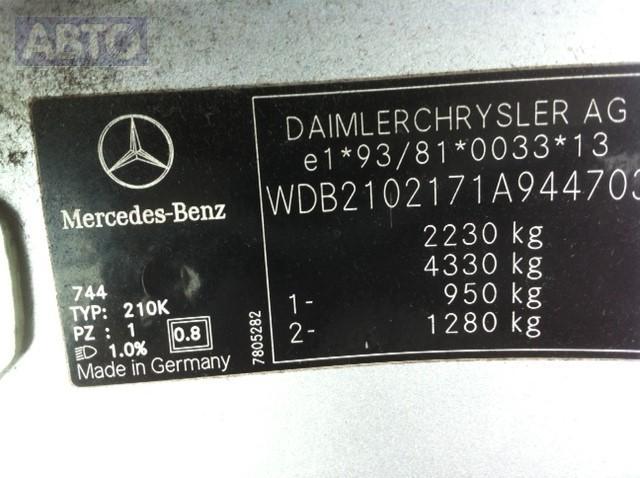 АВТО
DAIMLERCHRYSLER AG
e1*93/81*0033*13
WDB2102171A944703
2230 kg
4330 kg
1- 950 kg
2- 1280 kg
Mercedes-Benz
744
TYP: 210K
PZ : 1
0.8
1.0%
Made in Germany
7805282